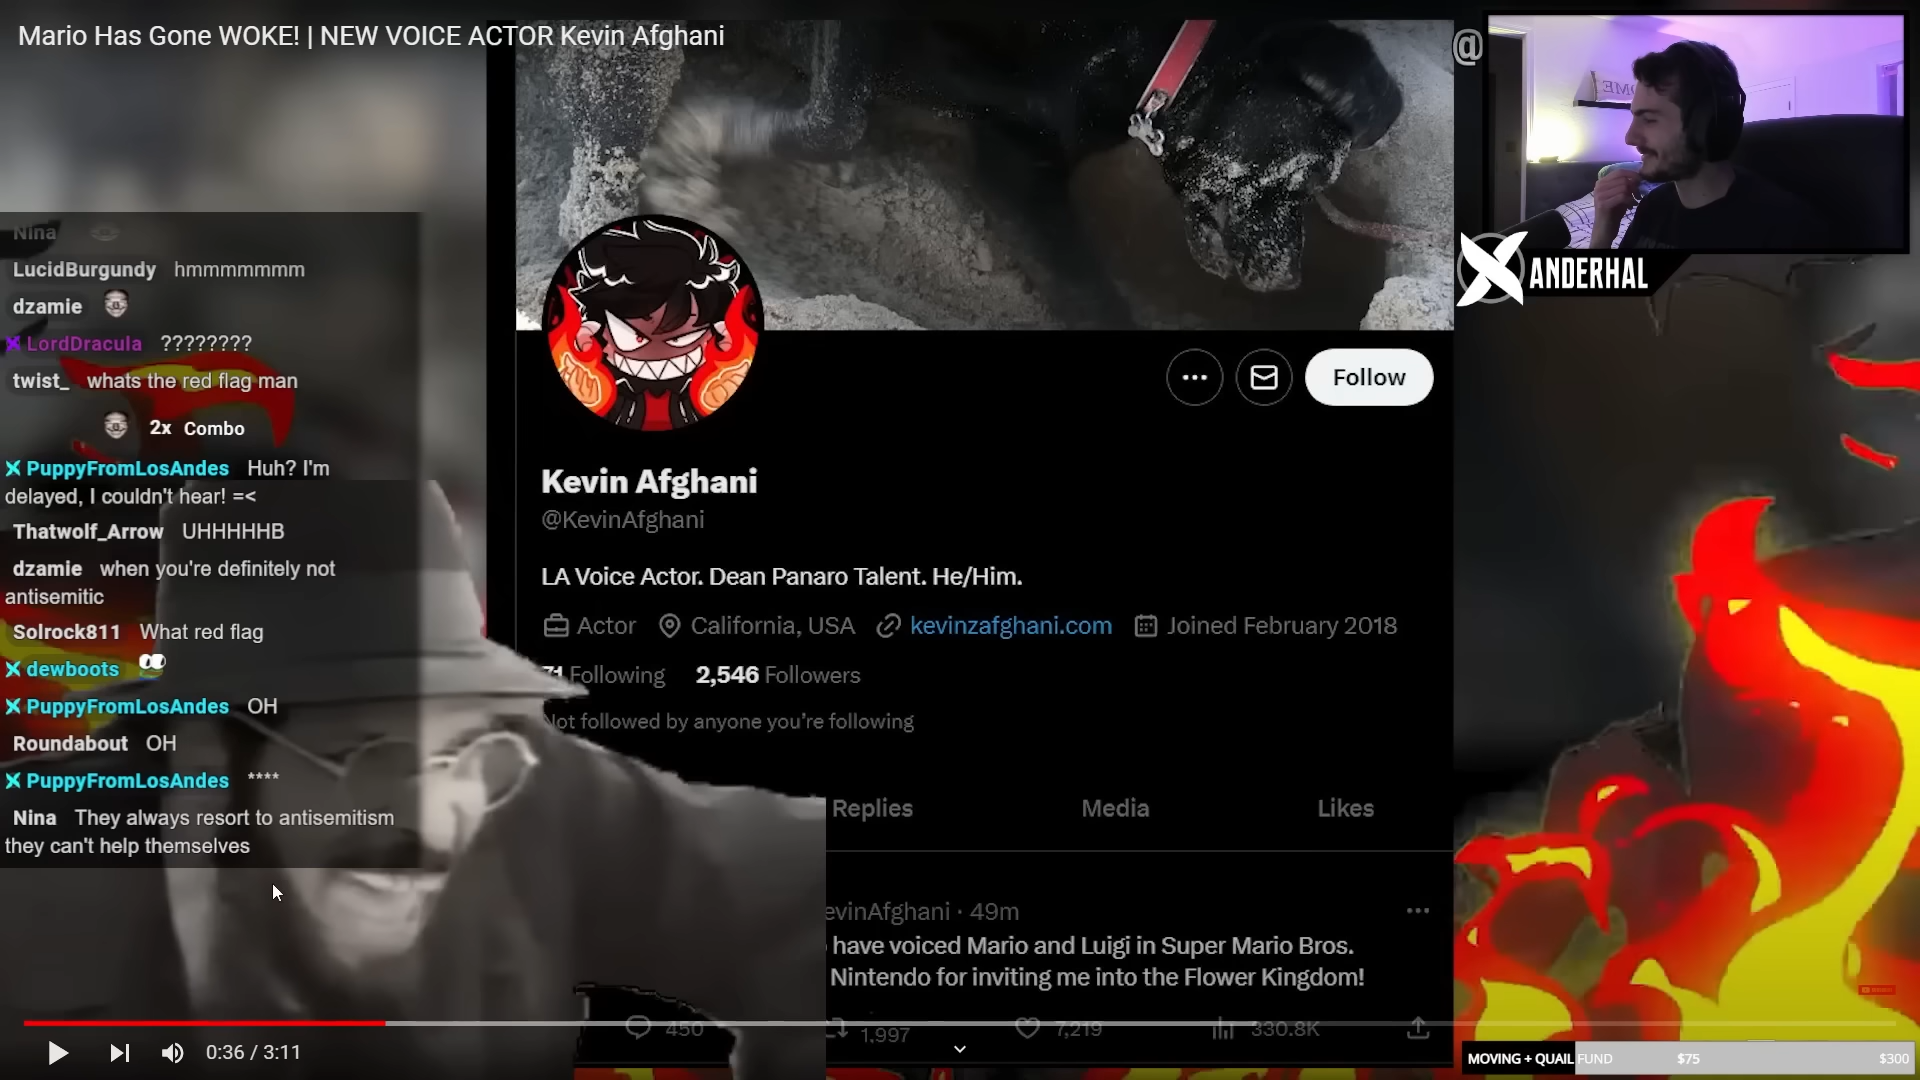 Mario Has Gone WOKE! | NEW VOICE ACTOR Kevin Afghani
@
ANDERHAL
Nina
LucidBurgundy hmmmmmmm
dzamie
LordDracula ????????
twist_ whats the red flag man
2x Combo
PuppyFromLosAndes Huh? I'm
delayed, I couldn't hear! =<
Thatwolf_Arrow UHHHHHB
dzamie when you're definitely not
antisemitic
Solrock811 What red flag
dewboots
PuppyFromLosAndes OH
Roundabout OH
PuppyFromLosAndes ****
Nina They always resort to antisemitism
they can't help themselves
Follow
Kevin Afghani
@KevinAfghani
LA Voice Actor. Dean Panaro Talent. He/Him.
Actor California, USA kevinzafghani.com Joined February 2018
71 Following 2,546 Followers
Not followed by anyone you're following
Replies Media Likes
evinAfghani · 49m
have voiced Mario and Luigi in Super Mario Bros.
Nintendo for inviting me into the Flower Kingdom!
450 1,997 7,219 330.8K
0:36 / 3:11
MOVING + QUAIL FUND $75 $300